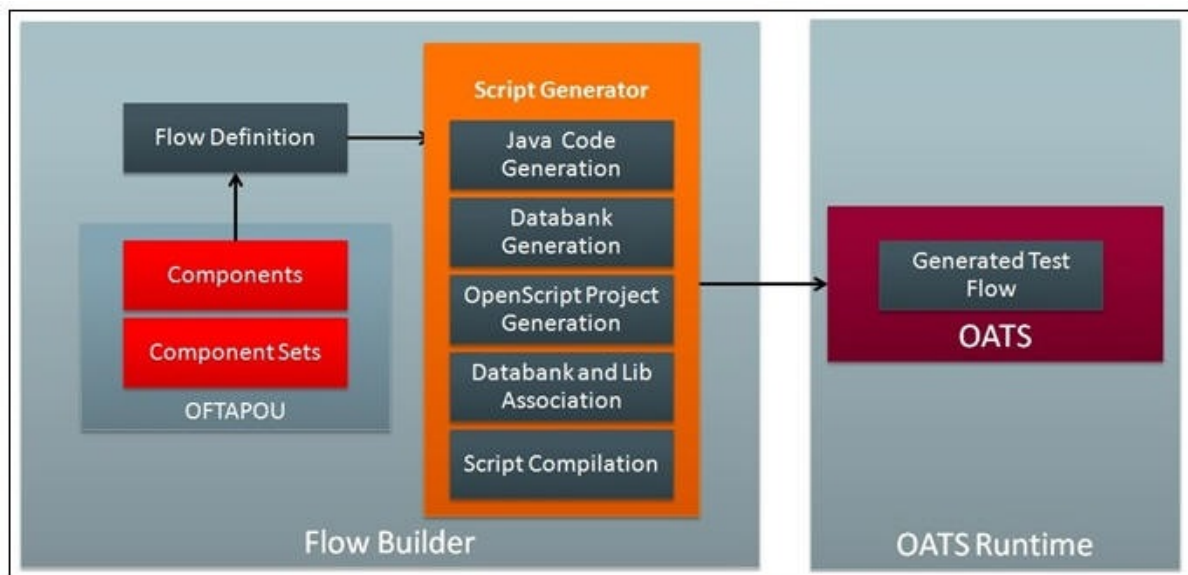 Flow Definition
Components
Component Sets
OFTAPOU
Script Generator
Java Code
Generation
Databank
Generation
OpenScript Project
Generation
Databank and Lib
Association
Script Compilation
Flow Builder
Generated Test
Flow
OATS
OATS Runtime